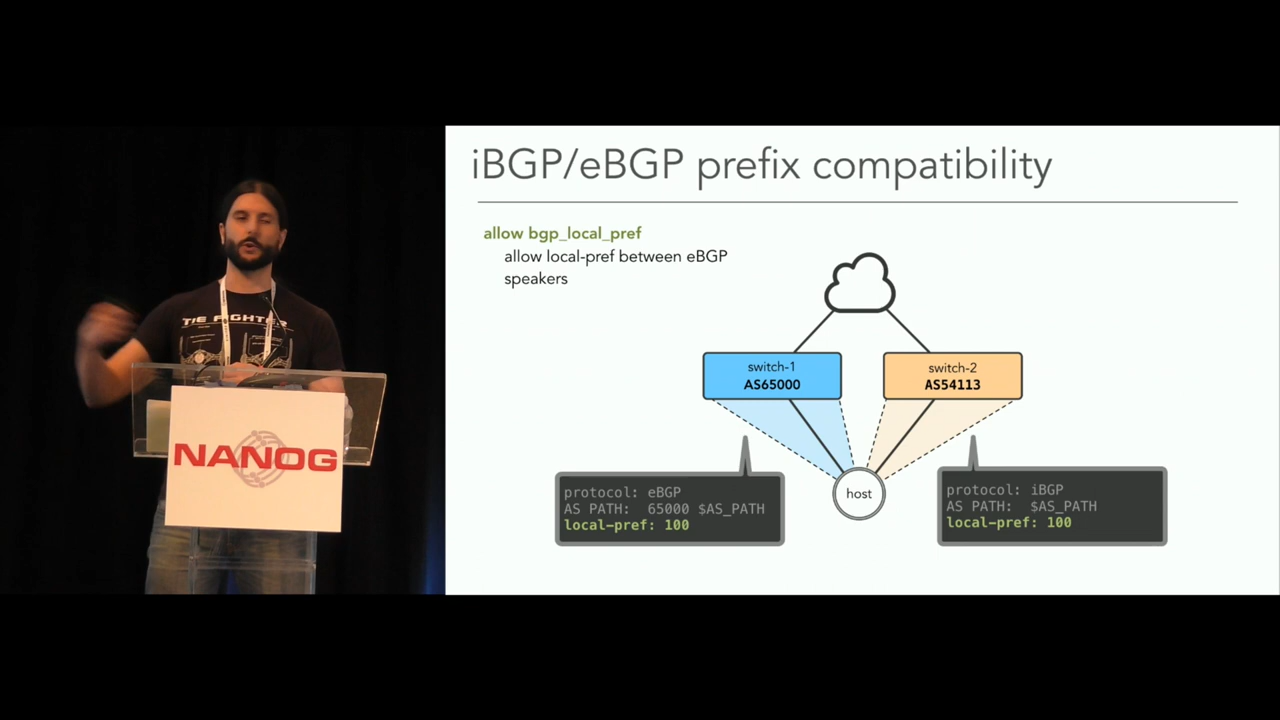 iBGP/eBGP prefix compatibility
allow bgp_local_pref
allow local-pref between eBGP
speakers
switch-1
AS65000
switch-2
AS54113
host
protocol: eBGP
AS PATH:  65000 $AS_PATH
local-pref: 100
protocol: iBGP
AS PATH:  $AS_PATH
local-pref: 100
NANOG